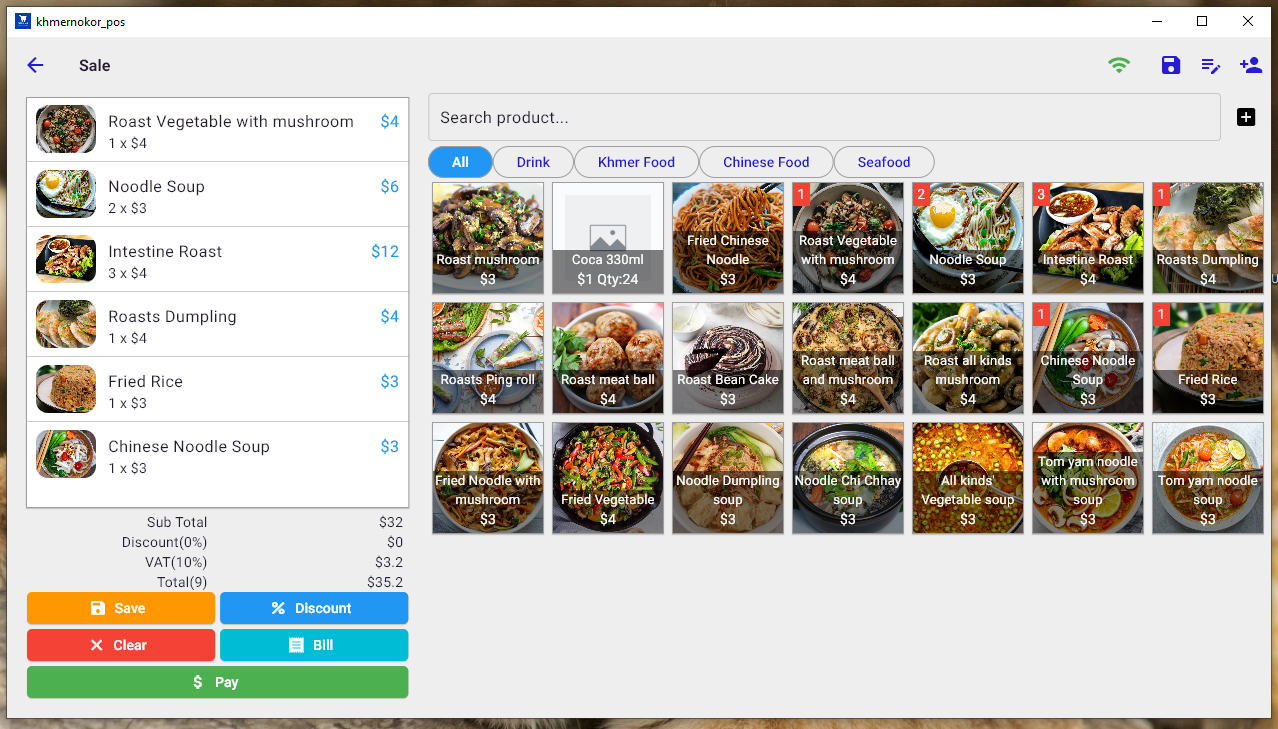 khmernokor_pos
Sale
Roast Vegetable with mushroom $4
1 x $4
Noodle Soup $6
2 x $3
Intestine Roast $12
3 x $4
Roasts Dumpling $4
1 x $4
Fried Rice $3
1 x $3
Chinese Noodle Soup $3
1 x $3
Sub Total $32
Discount(0%) $0
VAT(10%) $3.2
Total(9) $35.2
Save
Discount
Clear
Bill
$ Pay
Search product...
All
Drink
Khmer Food
Chinese Food
Seafood
Roast mushroom
$3
Coca 330ml
$1 Qty:24
Fried Chinese
Noodle
$3
1
Roast Vegetable
with mushroom
$4
2
Noodle Soup
$3
3
Intestine Roast
$4
1
Roasts Dumpling
$4
Roasts Ping roll
$4
Roast meat ball
$4
Roast Bean Cake
$3
Roast meat ball
and mushroom
$4
Roast all kinds
mushroom
$4
1
Chinese Noodle
Soup
$3
1
Fried Rice
$3
Fried Noodle with
mushroom
$3
Fried Vegetable
$4
Noodle Dumpling
soup
$3
Noodle Chi Chhay
soup
$3
All kinds'
Vegetable soup
$3
Tom yam noodle
with mushroom
soup
$3
Tom yam noodle
soup
$3